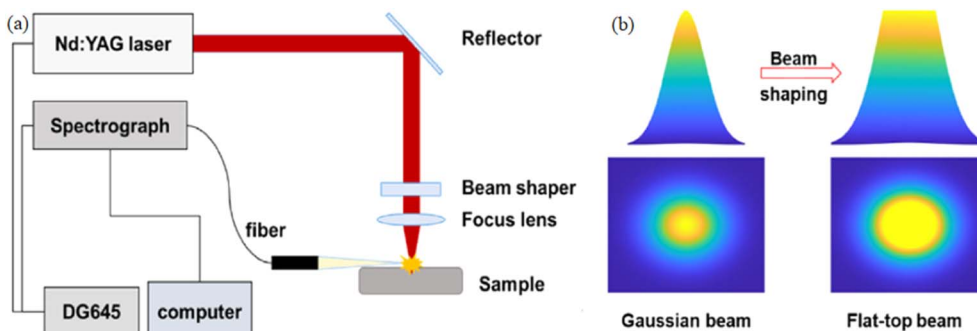 (a)
Nd:YAG laser
Reflector
Spectrograph
Beam shaper
Focus lens
fiber
Sample
DG645
computer
(b)
Beam
shaping
Gaussian beam
Flat-top beam